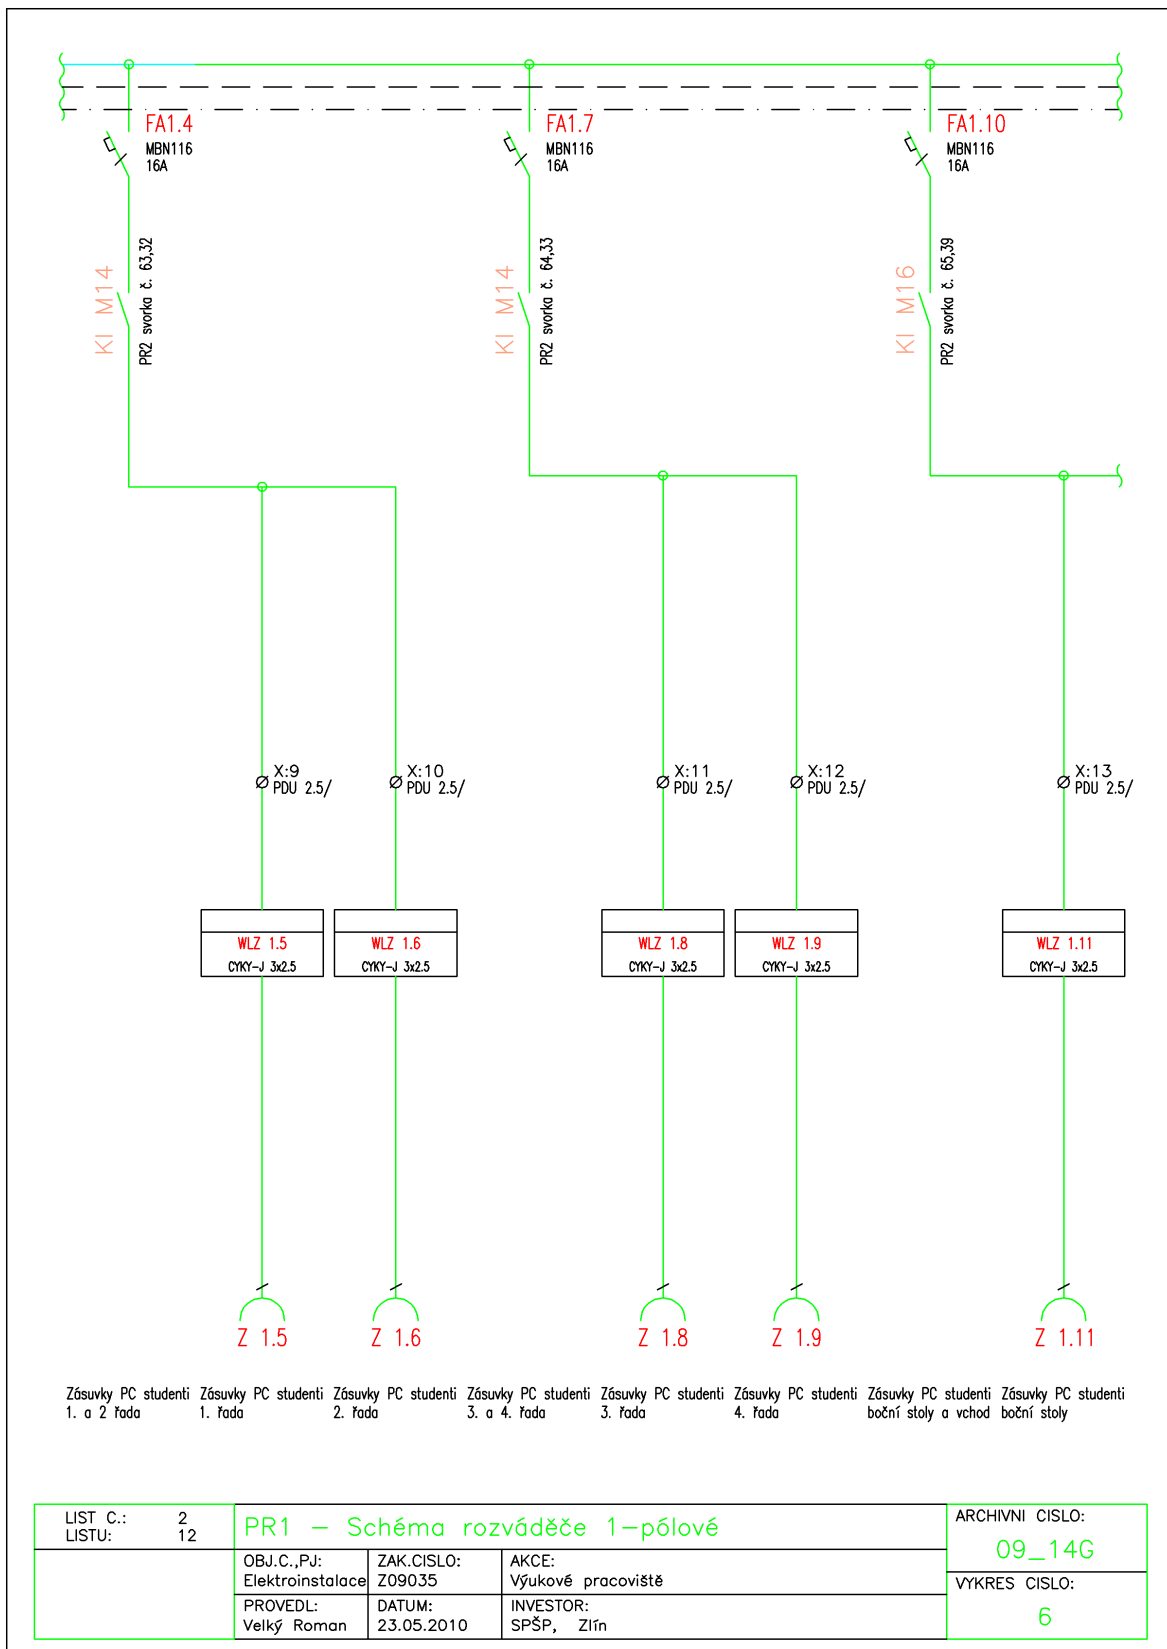 FA1.4
MBN116
16A
FA1.7
MBN116
16A
FA1.10
MBN116
16A
KI M14
PR2 svorka č. 63,32
KI M14
PR2 svorka č. 64,33
KI M16
PR2 svorka č. 65,39
X:9
PDU 2.5/
X:10
PDU 2.5/
X:11
PDU 2.5/
X:12
PDU 2.5/
X:13
PDU 2.5/
WLZ 1.5
CYKY-J 3x2.5
WLZ 1.6
CYKY-J 3x2.5
WLZ 1.8
CYKY-J 3x2.5
WLZ 1.9
CYKY-J 3x2.5
WLZ 1.11
CYKY-J 3x2.5
Z 1.5
Z 1.6
Z 1.8
Z 1.9
Z 1.11
Zásuvky PC studenti
1. a 2 řada
Zásuvky PC studenti
1. řada
Zásuvky PC studenti
2. řada
Zásuvky PC studenti
3. a 4. řada
Zásuvky PC studenti
3. řada
Zásuvky PC studenti
4. řada
Zásuvky PC studenti
boční stoly a vchod
Zásuvky PC studenti
boční stoly
LIST C.: 2
LISTU: 12
PR1 - Schéma rozváděče 1-pólové
OBJ.C.,PJ:
Elektroinstalace
ZAK.CISLO:
Z09035
AKCE:
Výukové pracoviště
PROVEDL:
Velký Roman
DATUM:
23.05.2010
INVESTOR:
SPŠP, Zlín
ARCHIVNI CISLO:
09_14G
VYKRES CISLO:
6